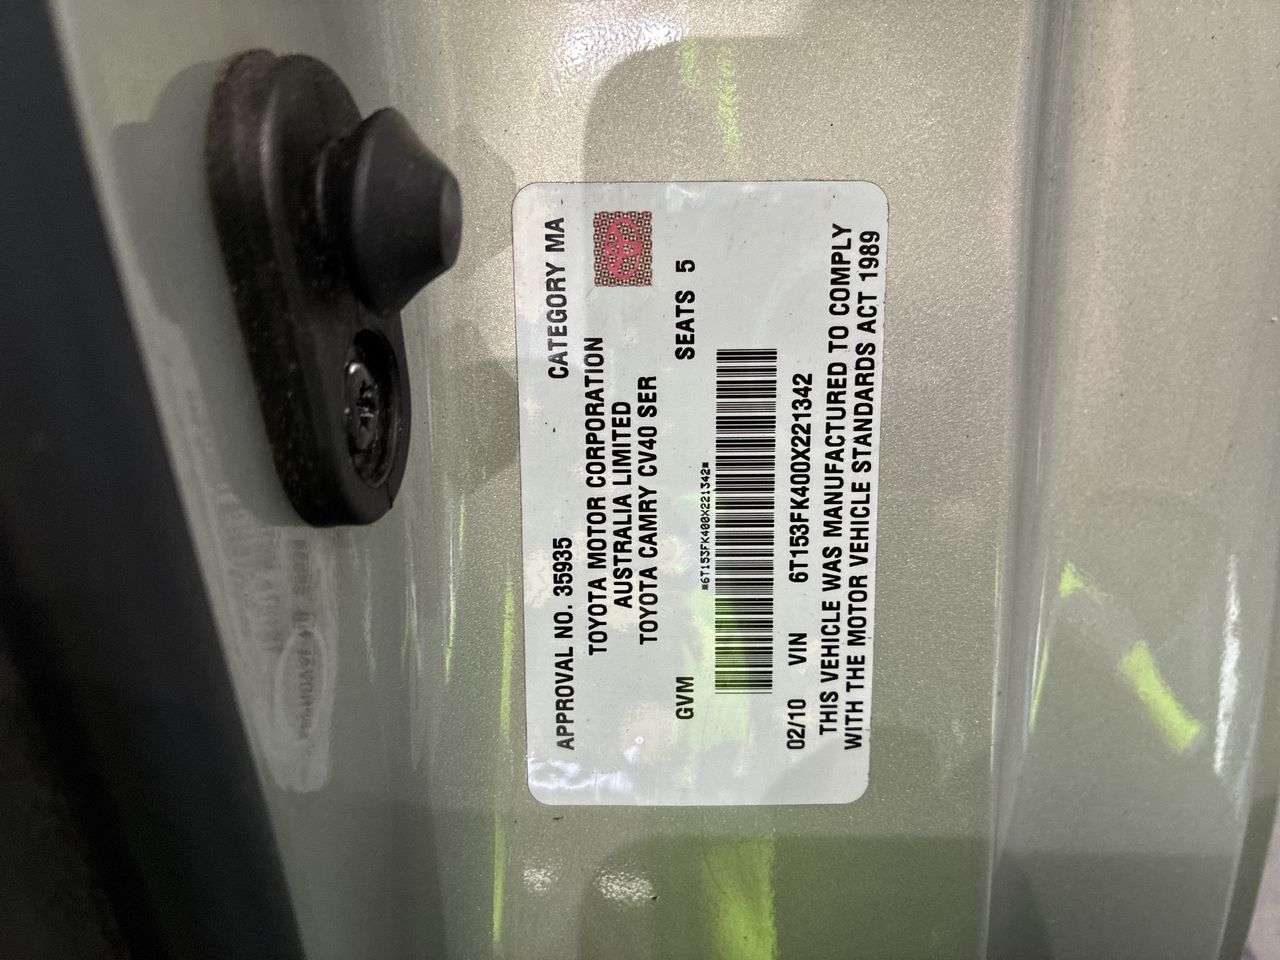 APPROVAL NO. 35935 CATEGORY MA
TOYOTA MOTOR CORPORATION
AUSTRALIA LIMITED
TOYOTA CAMRY CV40 SER
GVM SEATS 5
*6T153FK400X221342*
02/10 VIN 6T153FK400X221342
THIS VEHICLE WAS MANUFACTURED TO COMPLY
WITH THE MOTOR VEHICLE STANDARDS ACT 1989